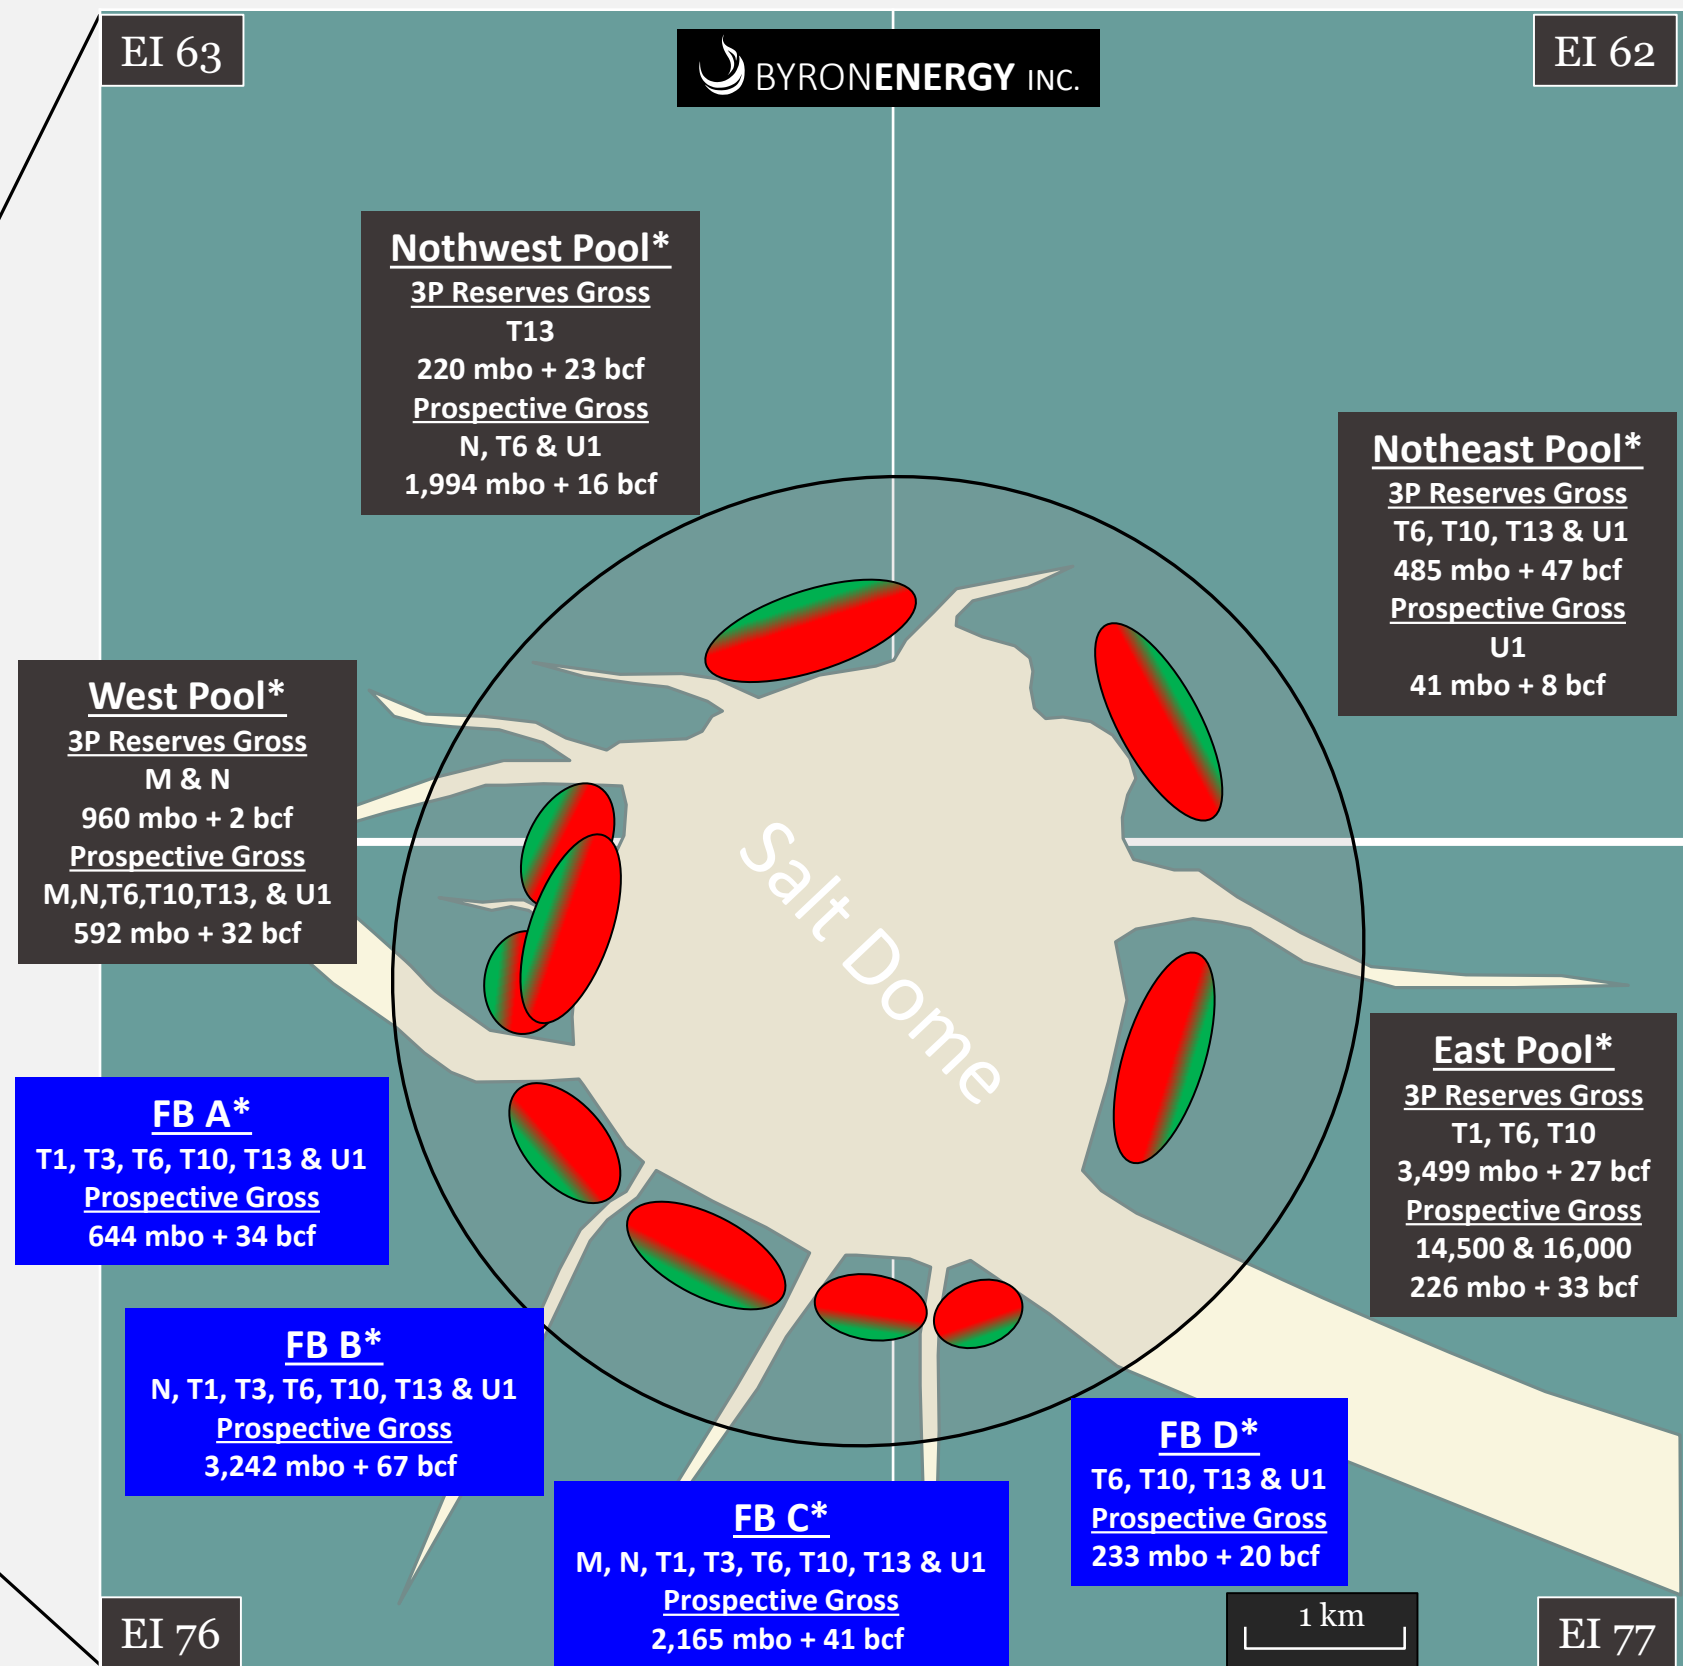 EI 63
BYRONENERGY INC.
EI 62
Nothwest Pool*
3P Reserves Gross
T13
220 mbo + 23 bcf
Prospective Gross
N, T6 & U1
1,994 mbo + 16 bcf
Notheast Pool*
3P Reserves Gross
T6, T10, T13 & U1
485 mbo + 47 bcf
Prospective Gross
U1
41 mbo + 8 bcf
West Pool*
3P Reserves Gross
M & N
960 mbo + 2 bcf
Prospective Gross
M,N,T6,T10,T13, & U1
592 mbo + 32 bcf
Salt Dome
East Pool*
3P Reserves Gross
T1, T6, T10
3,499 mbo + 27 bcf
Prospective Gross
14,500 & 16,000
226 mbo + 33 bcf
FB A*
T1, T3, T6, T10, T13 & U1
Prospective Gross
644 mbo + 34 bcf
FB B*
N, T1, T3, T6, T10, T13 & U1
Prospective Gross
3,242 mbo + 67 bcf
FB C*
M, N, T1, T3, T6, T10, T13 & U1
Prospective Gross
2,165 mbo + 41 bcf
FB D*
T6, T10, T13 & U1
Prospective Gross
233 mbo + 20 bcf
EI 76
1 km
EI 77